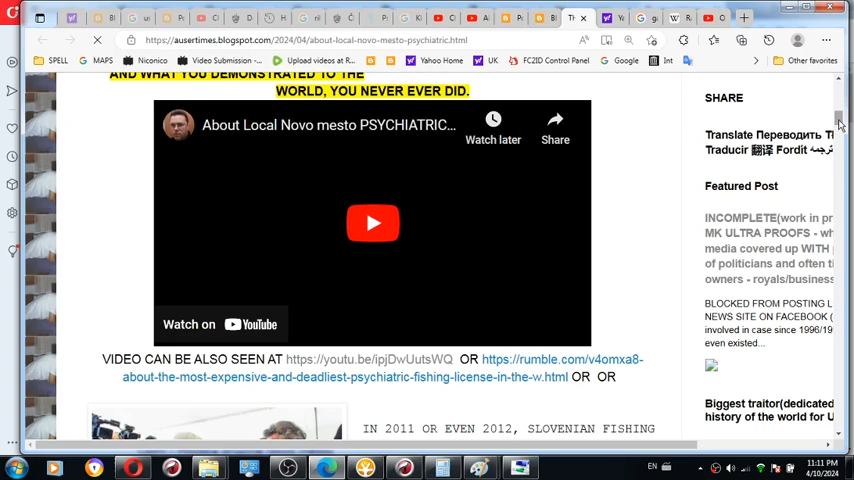 https://ausertimes.blogspot.com/2024/04/about-local-novo-mesto-psychiatric.html
SPELL
MAPS
Niconico
Video Submission -...
Upload videos at R...
Yahoo Home
UK
FC2ID Control Panel
Google
Int
Other favorites
AND WHAT YOU DEMONSTRATED TO THE
WORLD, YOU NEVER EVER DID.
About Local Novo mesto PSYCHIATRIC...
Watch later
Share
Watch on YouTube
VIDEO CAN BE ALSO SEEN AT https://youtu.be/ipjDwUutsWQ OR https://rumble.com/v4omxa8-
about-the-most-expensive-and-deadliest-psychiatric-fishing-license-in-the-w.html OR OR
IN 2011 OR EVEN 2012, SLOVENIAN FISHING
SHARE
Translate Переводить
Traducir 翻译 Fordit ترجمة
Featured Post
INCOMPLETE(work in pr
MK ULTRA PROOFS - wh
media covered up WITH
of politicians and often
owners - royals/business
BLOCKED FROM POSTING L
NEWS SITE ON FACEBOOK (
involved in case since 1996/19
even existed...
Biggest traitor(dedicated
history of the world for U
EN
11:11 PM
4/10/2024